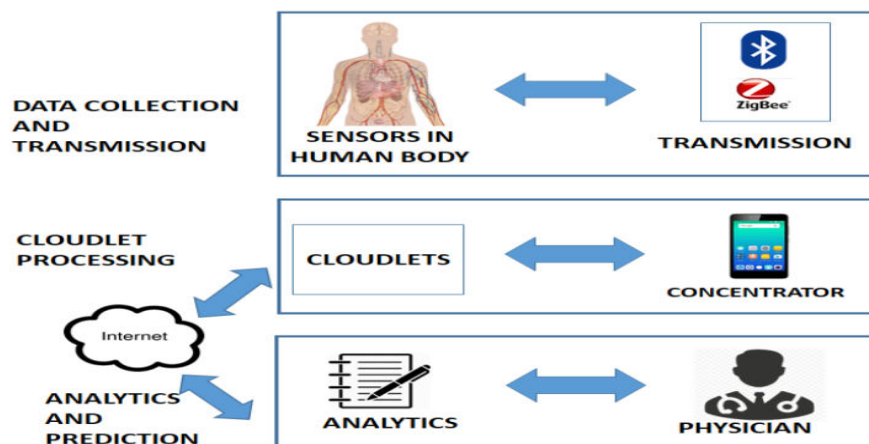 DATA COLLECTION
AND
TRANSMISSION
SENSORS IN
HUMAN BODY
ZigBee
TRANSMISSION
CLOUDLET
PROCESSING
CLOUDLETS
CONCENTRATOR
Internet
ANALYTICS
AND
PREDICTION
ANALYTICS
PHYSICIAN